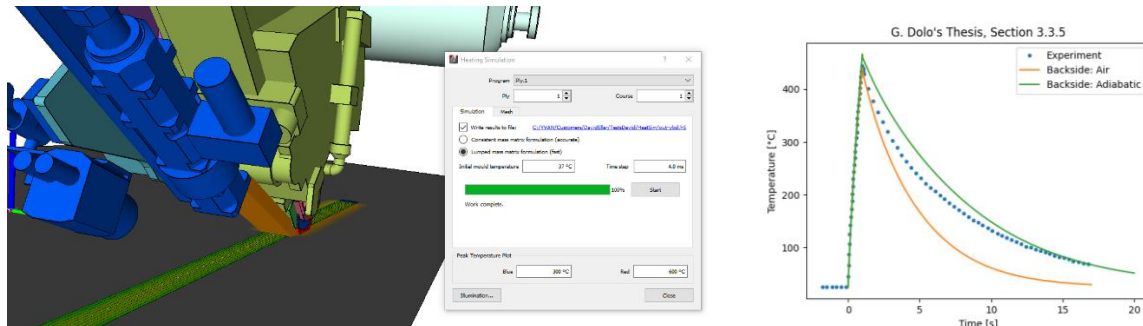 Heating Simulation ? ×
Program Ply.1
Ply 1 Course 1
Simulation Mesh
Write results to file:
Consistent mass matrix formulation (accurate)
Lumped mass matrix formulation (fast)
Initial mould temperature 37 °C Time step 4.0 ms
100% Start
Work complete.
Peak Temperature Plot
Blue 300 °C Red 600 °C
Illumination... Close
G. Dolo's Thesis, Section 3.3.5
Experiment
Backside: Air
Backside: Adiabatic
Temperature [°C]
400
300
200
100
0 5 10 15 20
Time [s]